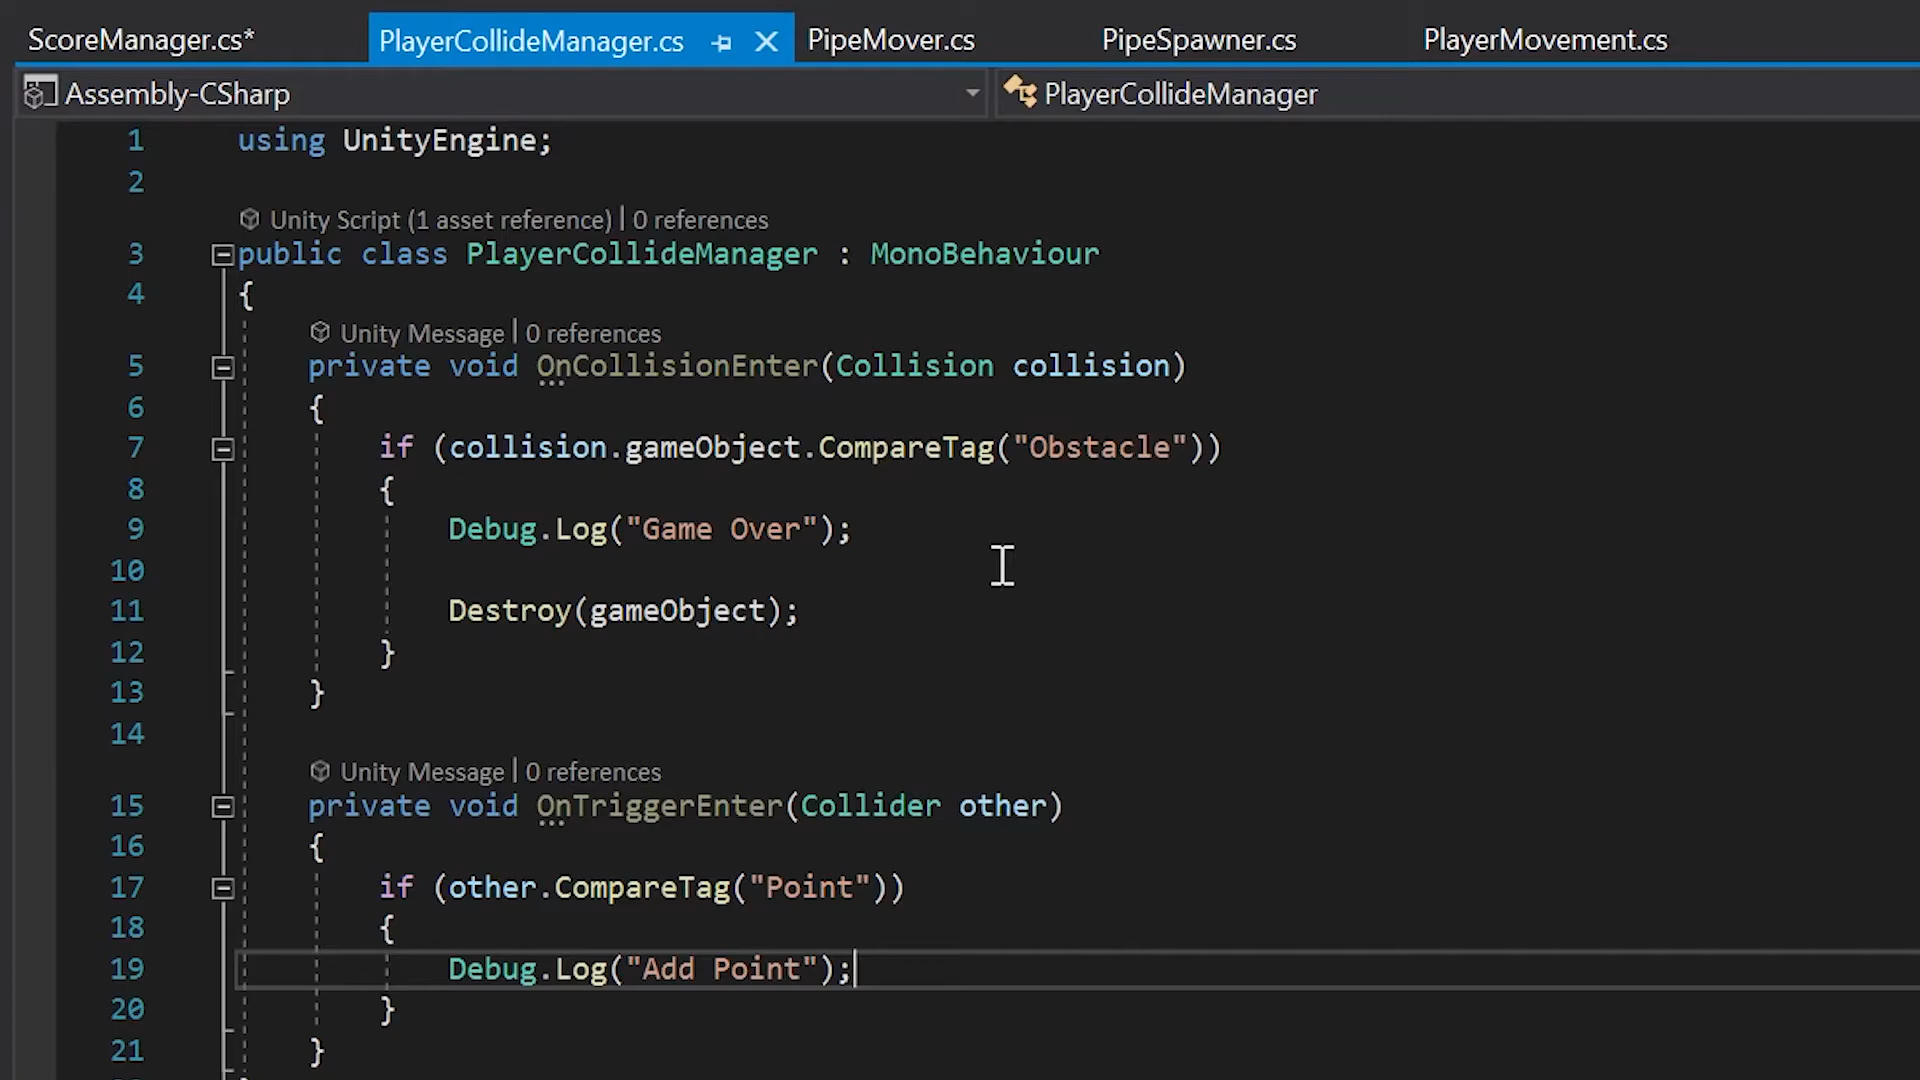 ScoreManager.cs* PlayerCollideManager.cs PipeMover.cs PipeSpawner.cs PlayerMovement.cs
Assembly-CSharp PlayerCollideManager
1 using UnityEngine;
2
Unity Script (1 asset reference) | 0 references
3 public class PlayerCollideManager : MonoBehaviour
4 {
Unity Message | 0 references
5 private void OnCollisionEnter(Collision collision)
6 {
7 if (collision.gameObject.CompareTag("Obstacle"))
8 {
9 Debug.Log("Game Over");
10
11 Destroy(gameObject);
12 }
13 }
14
Unity Message | 0 references
15 private void OnTriggerEnter(Collider other)
16 {
17 if (other.CompareTag("Point"))
18 {
19 Debug.Log("Add Point");
20 }
21 }